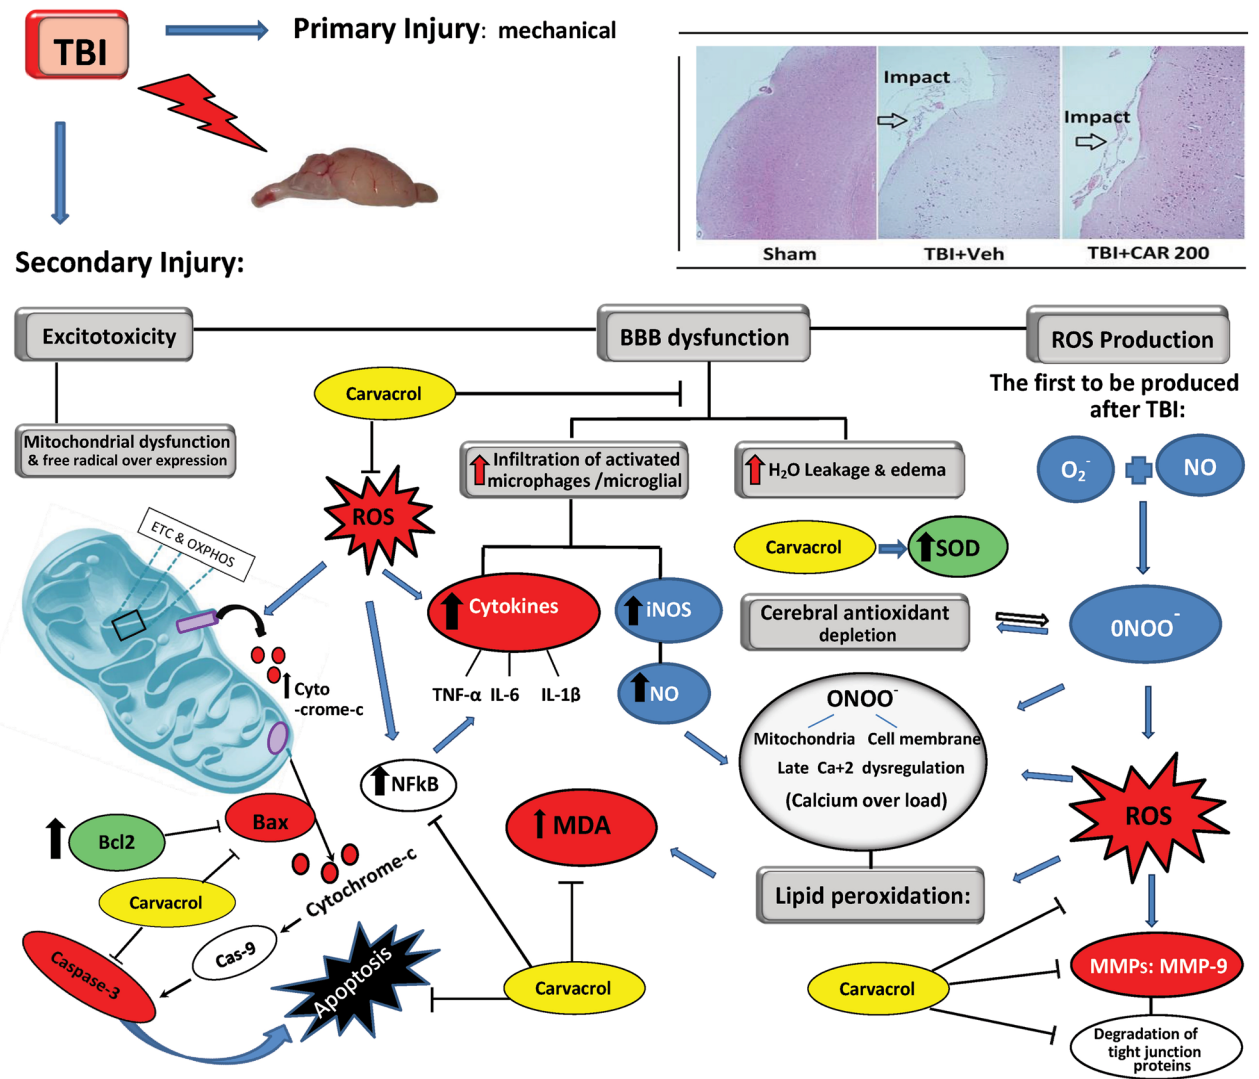 TBI
Primary Injury: mechanical
Impact
Impact
Sham
TBI+Veh
TBI+CAR 200
Secondary Injury:
Excitotoxicity
BBB dysfunction
ROS Production
The first to be produced
after TBI:
Carvacrol
Mitochondrial dysfunction
& free radical over expression
Infiltration of activated
microphages /microglial
H₂O Leakage & edema
O₂⁻
NO
ROS
ETC & OXPHOS
Carvacrol
SOD
Cytokines
iNOS
Cerebral antioxidant
depletion
0NOO⁻
TNF-α IL-6 IL-1β
NO
Cyto
-crome-c
ONOO⁻
Mitochondria Cell membrane
Late Ca+2 dysregulation
(Calcium over load)
NFkB
MDA
ROS
Bcl2
Bax
Cytochrome-c
Lipid peroxidation:
Carvacrol
Cas-9
Caspase-3
Apoptosis
Carvacrol
Carvacrol
MMPs: MMP-9
Degradation of
tight junction
proteins